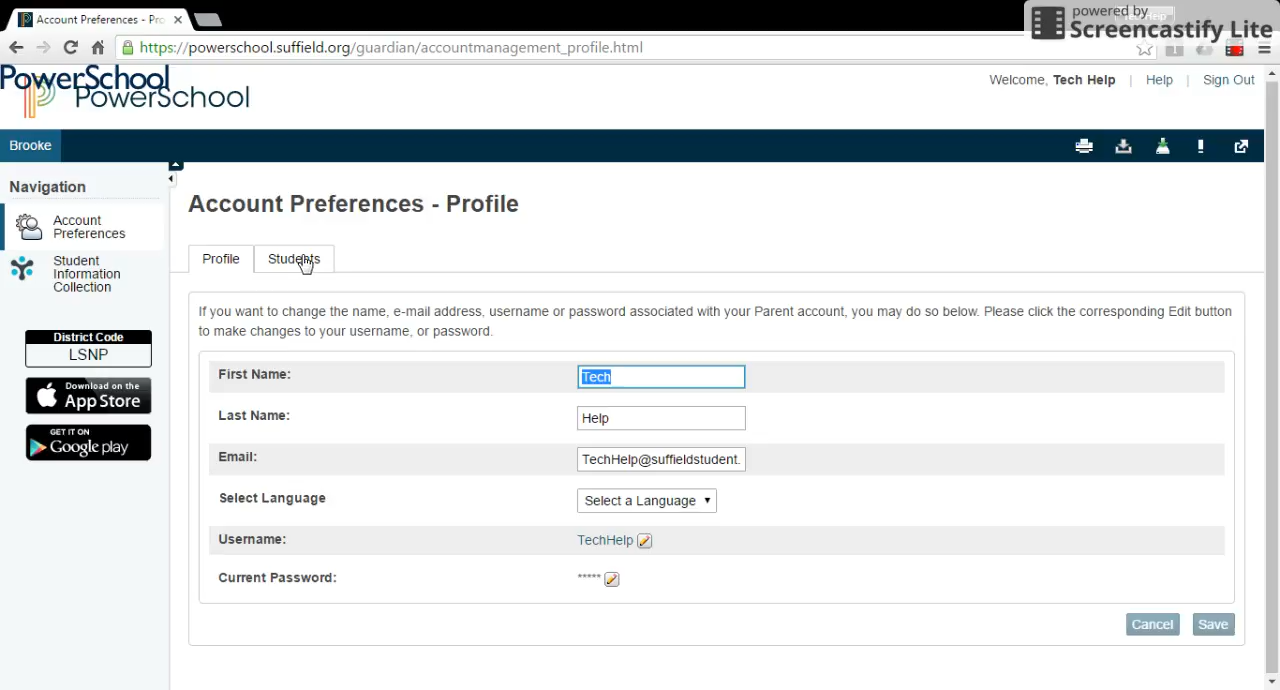 Account Preferences - Pro
powered by
Screencastify Lite
https://powerschool.suffield.org/guardian/accountmanagement_profile.html
PowerSchool
PowerSchool
Welcome, Tech Help | Help | Sign Out
Brooke
Navigation
Account
Preferences
Student
Information
Collection
District Code
LSNP
Download on the
App Store
GET IT ON
Google play
Account Preferences - Profile
Profile
Students
If you want to change the name, e-mail address, username or password associated with your Parent account, you may do so below. Please click the corresponding Edit button
to make changes to your username, or password.
First Name: Tech
Last Name: Help
Email: TechHelp@suffieldstudent.
Select Language Select a Language
Username: TechHelp
Current Password: *****
Cancel Save